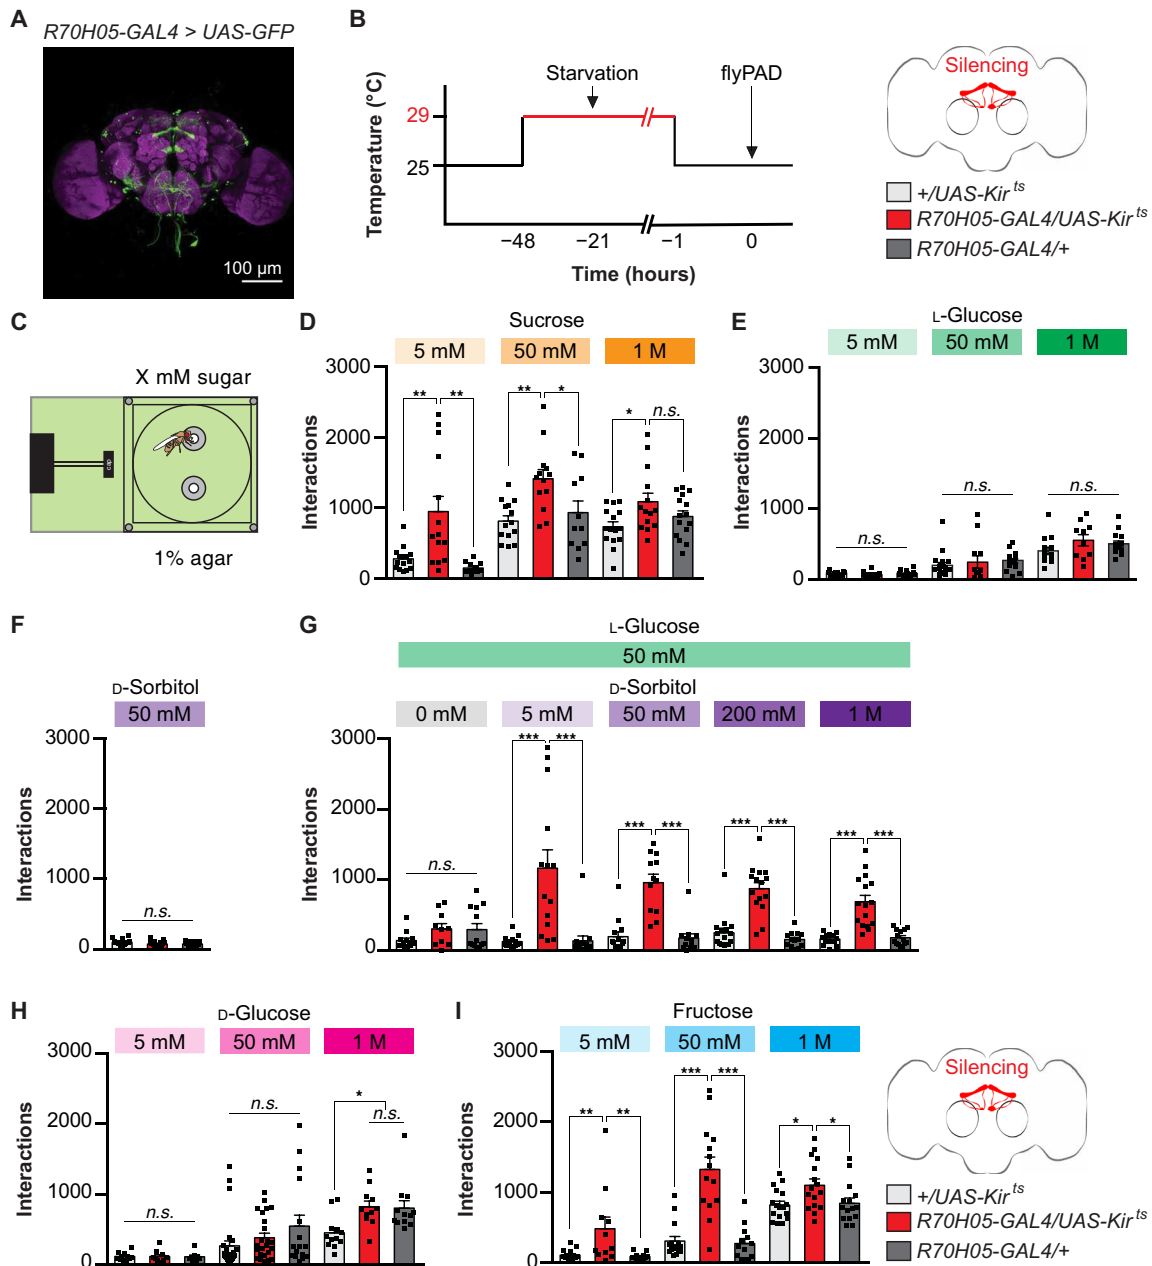 A
R70H05-GAL4 > UAS-GFP
100 µm
B
Temperature (°C)
29
25
Starvation
flyPAD
−48
−21
−1
0
Time (hours)
Silencing
+/UAS-Kir ts
R70H05-GAL4/UAS-Kir ts
R70H05-GAL4/+
C
X mM sugar
1% agar
D
Sucrose
5 mM
50 mM
1 M
Interactions
3000
2000
1000
0
**
**
**
*
*
n.s.
E
L-Glucose
5 mM
50 mM
1 M
Interactions
3000
2000
1000
0
n.s.
n.s.
n.s.
F
D-Sorbitol
50 mM
Interactions
3000
2000
1000
0
n.s.
G
L-Glucose
50 mM
D-Sorbitol
0 mM
5 mM
50 mM
200 mM
1 M
Interactions
3000
2000
1000
0
n.s.
***
***
***
***
***
***
***
***
H
D-Glucose
5 mM
50 mM
1 M
Interactions
3000
2000
1000
0
n.s.
n.s.
*
n.s.
I
Fructose
5 mM
50 mM
1 M
Interactions
3000
2000
1000
0
**
**
***
***
*
*
Silencing
+/UAS-Kir ts
R70H05-GAL4/UAS-Kir ts
R70H05-GAL4/+